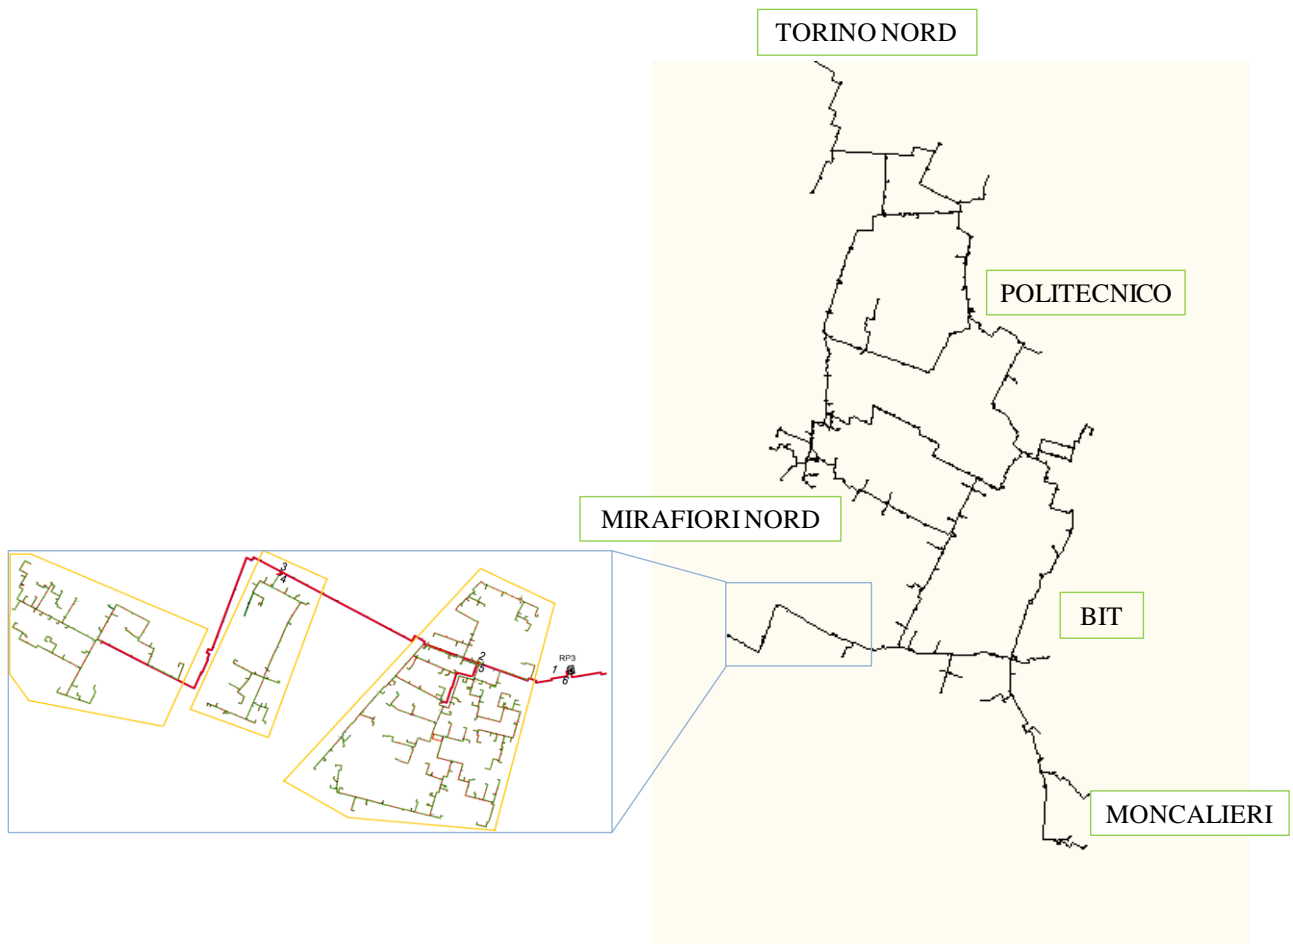 TORINO NORD
POLITECNICO
MIRAFIORI NORD
3
4
2
5
RP3
1
6
BIT
MONCALIERI